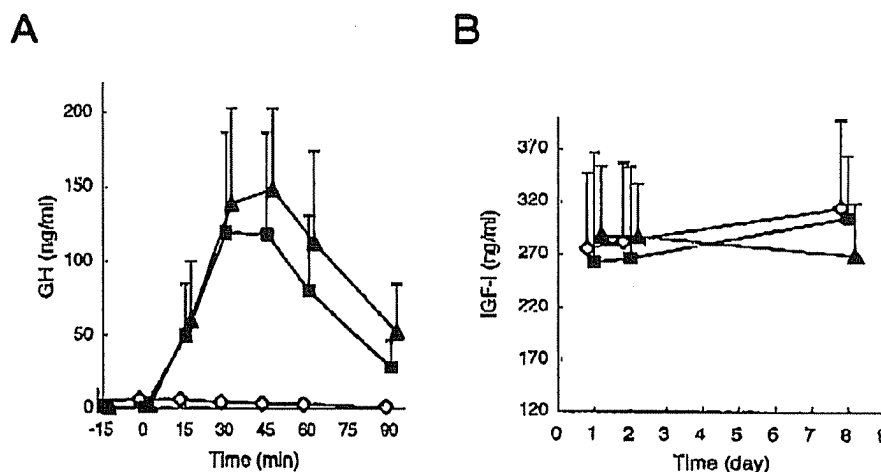 A
B
200
150
100
50
0
GH (ng/ml)
-15 0 15 30 45 60 75 90
Time (min)
370
320
270
220
170
120
IGF-I (ng/ml)
0 1 2 3 4 5 6 7 8 9
Time (day)